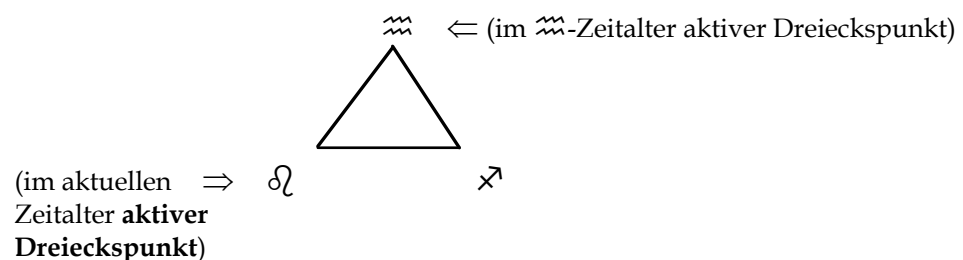 ♒ ⇐ (im ♒-Zeitalter aktiver Dreieckspunkt)
(im aktuellen ⇒ ♌ ♐
Zeitalter aktiver
Dreieckspunkt)